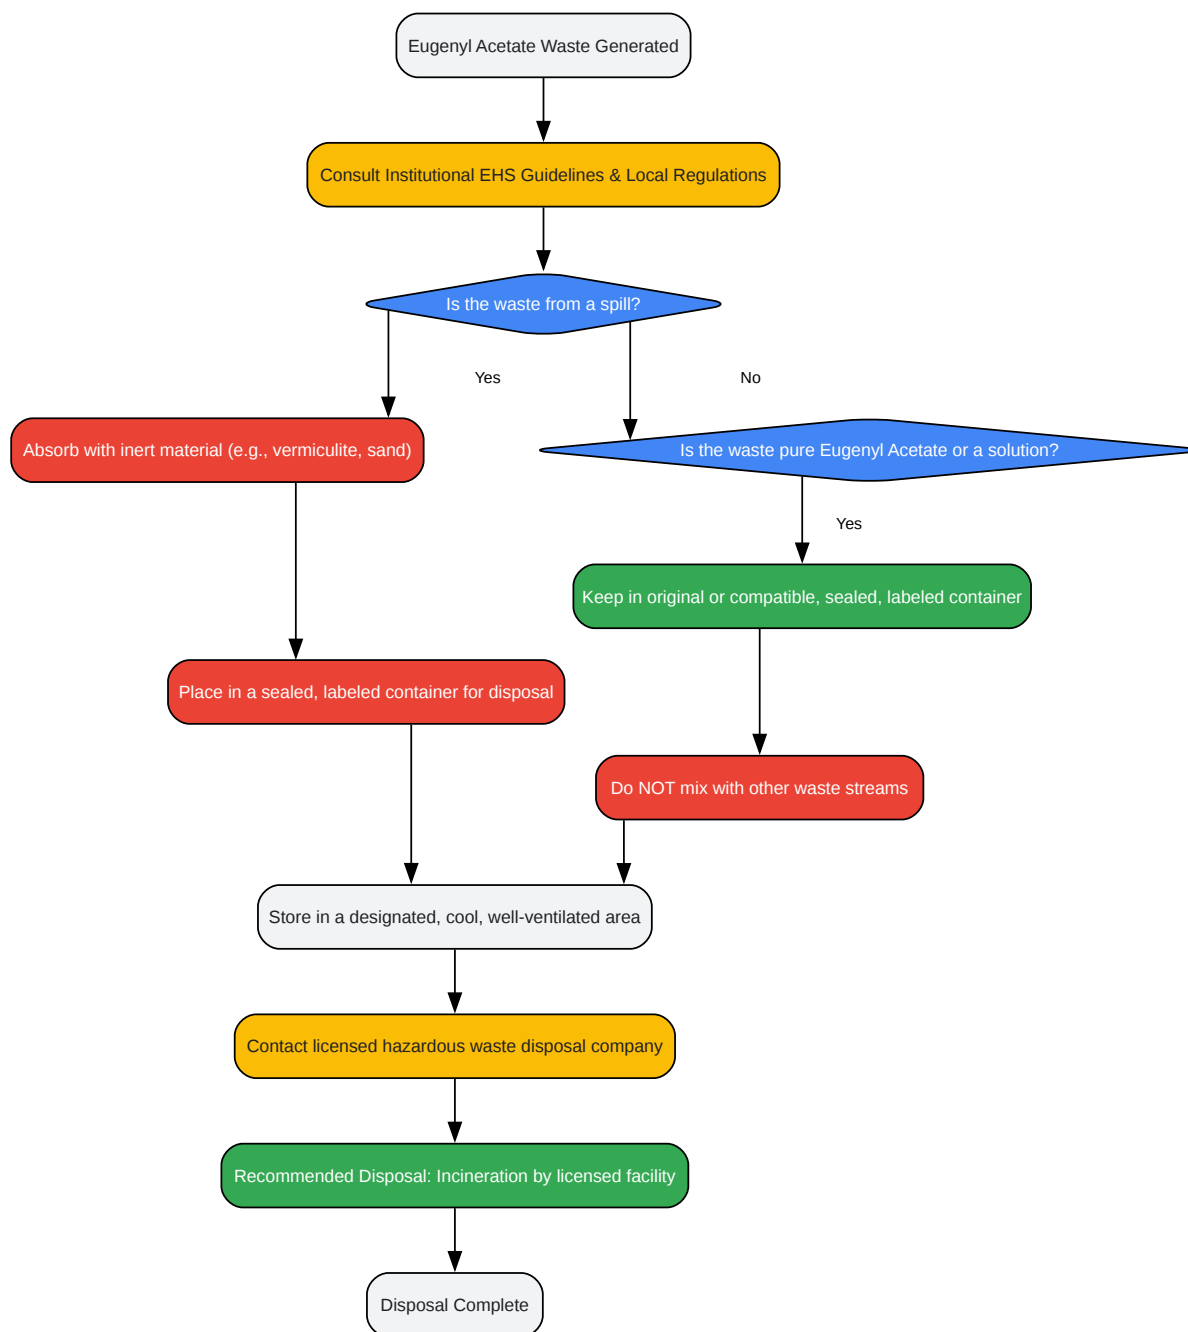 Eugenyl Acetate Waste Generated
Consult Institutional EHS Guidelines & Local Regulations
Is the waste from a spill?
Yes
No
Absorb with inert material (e.g., vermiculite, sand)
Is the waste pure Eugenyl Acetate or a solution?
Yes
Keep in original or compatible, sealed, labeled container
Place in a sealed, labeled container for disposal
Do NOT mix with other waste streams
Store in a designated, cool, well-ventilated area
Contact licensed hazardous waste disposal company
Recommended Disposal: Incineration by licensed facility
Disposal Complete